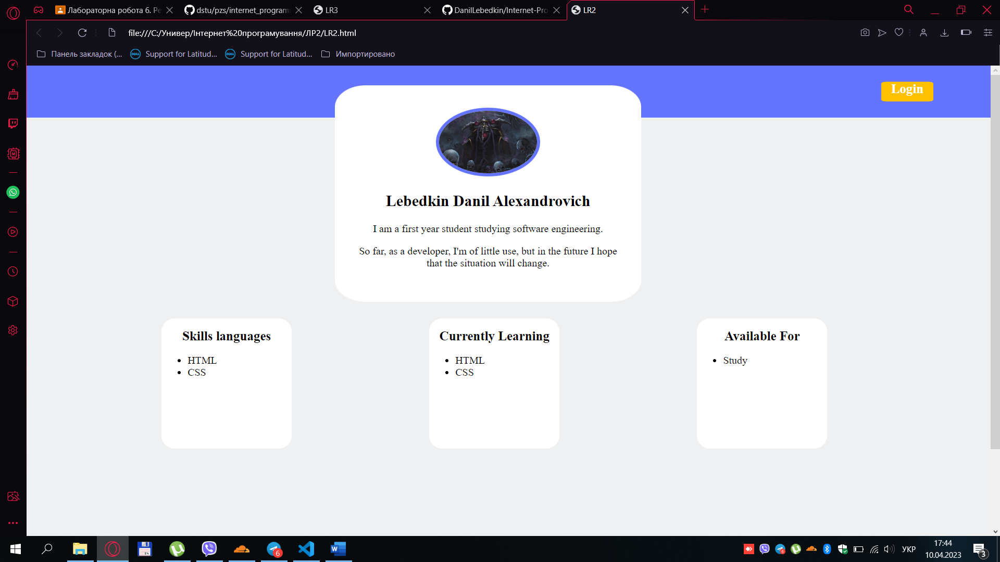 Лабораторна робота 6. Ре
dstu/pzs/internet_program
LR3
DanilLebedkin/Internet-Pro
LR2
file:///C:/Универ/Інтернет%20програмування/ЛР2/LR2.html
Панель закладок (...
Support for Latitud...
Support for Latitud...
Импортировано
Login
Lebedkin Danil Alexandrovich
I am a first year student studying software engineering.
So far, as a developer, I'm of little use, but in the future I hope
that the situation will change.
Skills languages
• HTML
• CSS
Currently Learning
• HTML
• CSS
Available For
• Study
УКР
17:44
10.04.2023
3